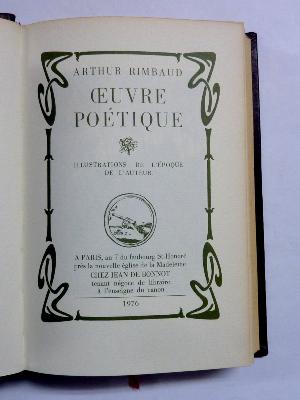 ARTHUR RIMBAUD
ŒUVRE
POÉTIQUE
ILLUSTRATIONS DE L'ÉPOQUE
DE L'AUTEUR
A PARIS, au 7 du faubourg St-Honoré
près la nouvelle église de la Madeleine
CHEZ JEAN DE BONNOT
tenant négoce de libraire
à l'enseigne du canon
1976